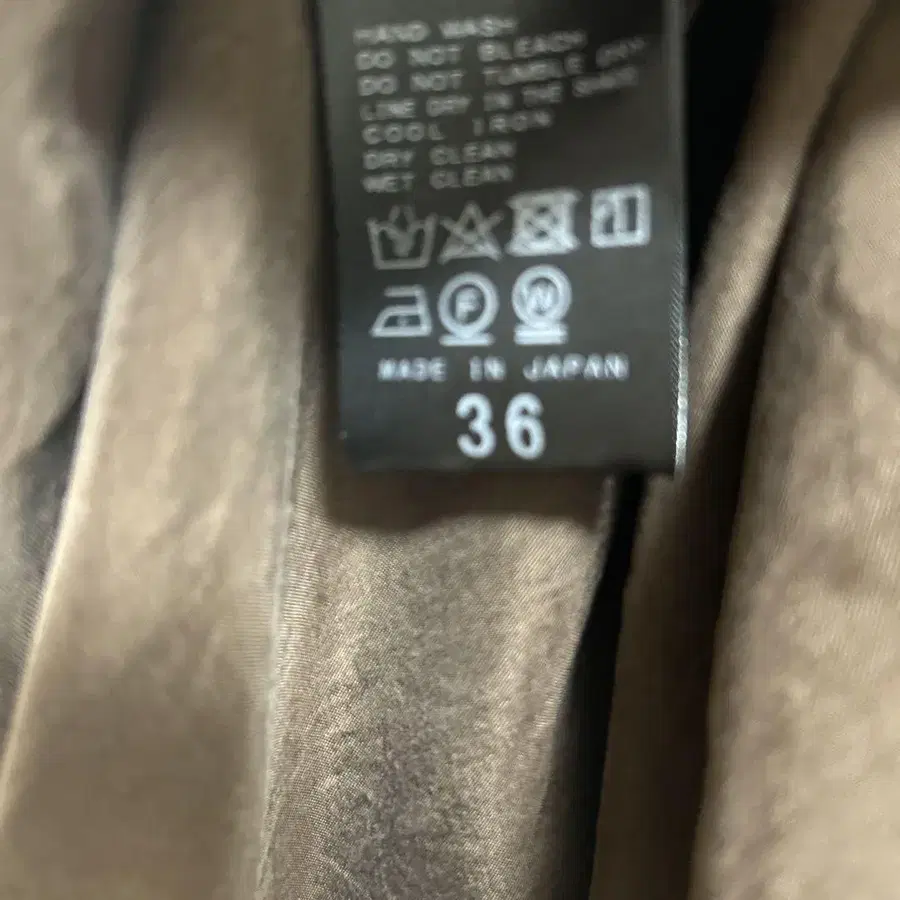 HAND WASH
DO NOT BLEACH
DO NOT TUMBLE DRY
LINE DRY IN THE SHADE
COOL IRON
DRY CLEAN
WET CLEAN
F W
MADE IN JAPAN
36